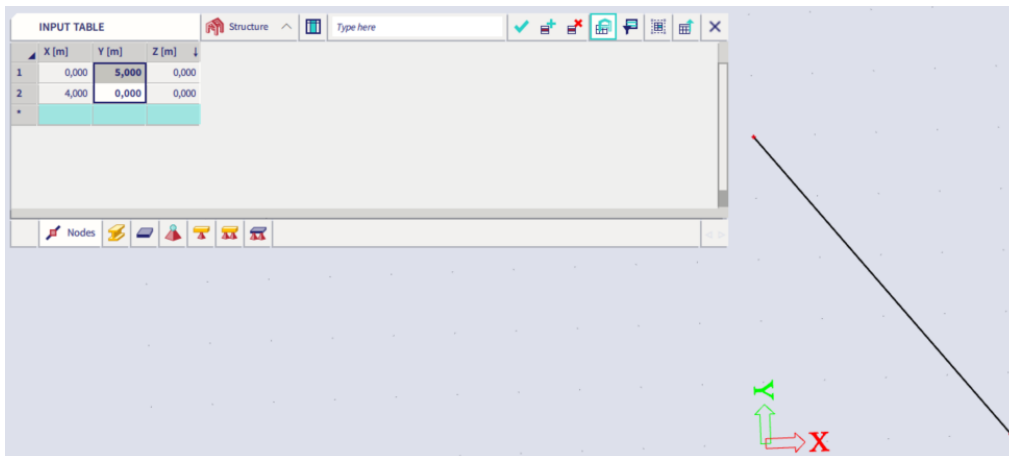 INPUT TABLE Structure Type here
X [m] Y [m] Z [m]
1 0,000 5,000 0,000
2 4,000 0,000 0,000
*
Nodes
Y
X